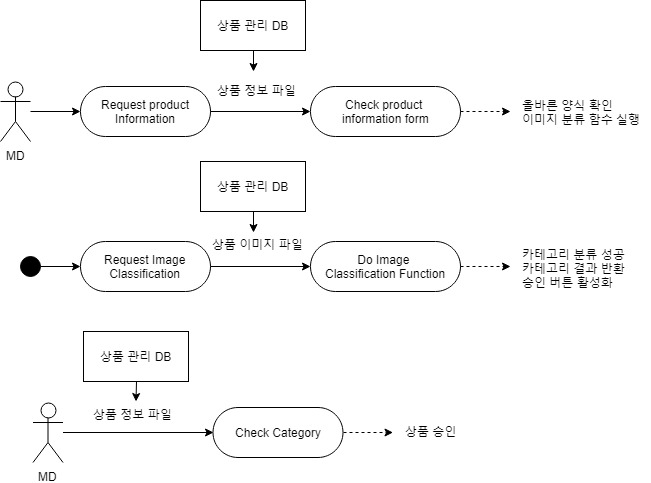 상품 관리 DB
상품 정보 파일
Request product
Information
Check product
information form
올바른 양식 확인
이미지 분류 함수 실행
MD
상품 관리 DB
상품 이미지 파일
Request Image
Classification
Do Image
Classification Function
카테고리 분류 성공
카테고리 결과 반환
승인 버튼 활성화
상품 관리 DB
상품 정보 파일
Check Category
상품 승인
MD